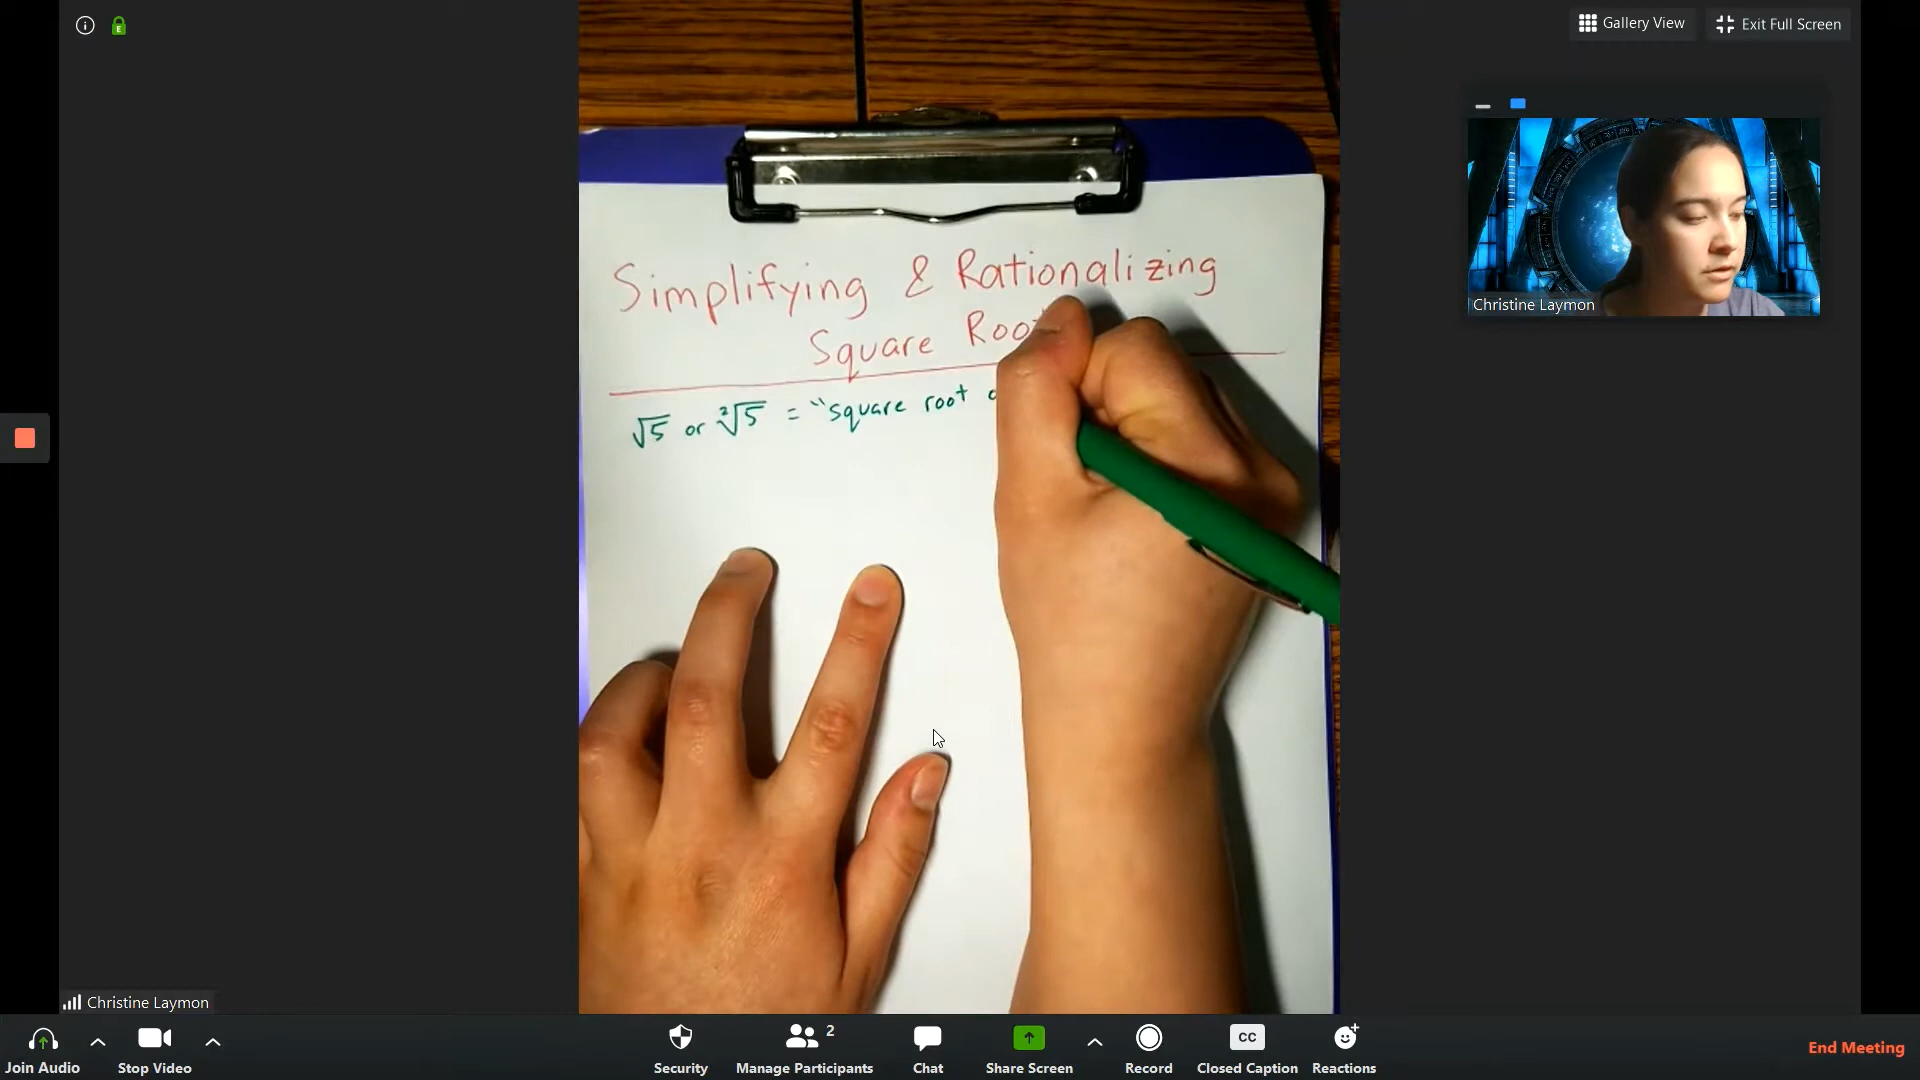 Gallery View
Exit Full Screen
E
Christine Laymon
Simplifying & Rationalizing
Square
√5 or ²√5 = "square root
Christine Laymon
Join Audio
Stop Video
Security
Manage Participants
2
Chat
Share Screen
Record
CC
Closed Caption
Reactions
End Meeting